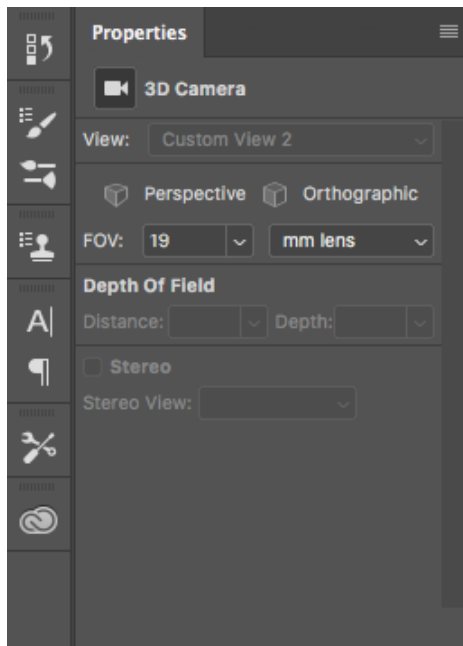 Properties
3D Camera
View: Custom View 2
Perspective Orthographic
FOV: 19 mm lens
Depth Of Field
Distance: Depth:
Stereo
Stereo View:
A
¶